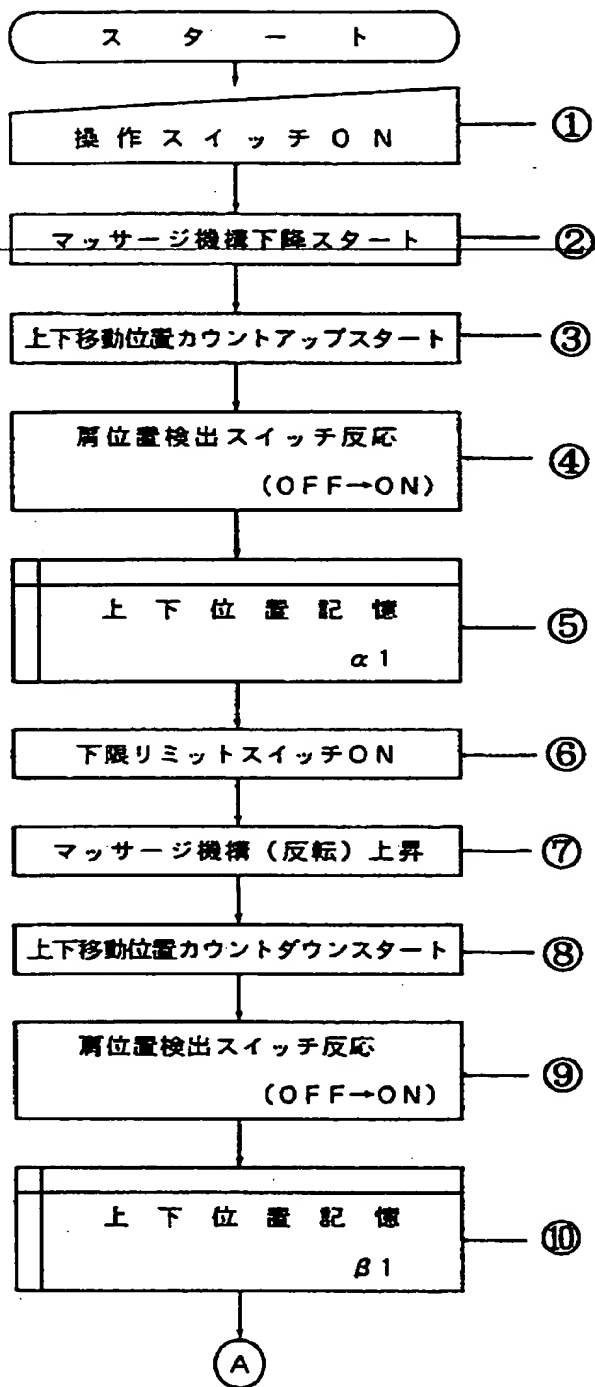 スタート
操作スイッチON
①
マッサージ機構下降スタート
②
上下移動位置カウントアップスタート
③
肩位置検出スイッチ反応
(OFF→ON)
④
上下位置記憶
α1
⑤
下限リミットスイッチON
⑥
マッサージ機構(反転)上昇
⑦
上下移動位置カウントダウンスタート
⑧
肩位置検出スイッチ反応
(OFF→ON)
⑨
上下位置記憶
β1
⑩
A